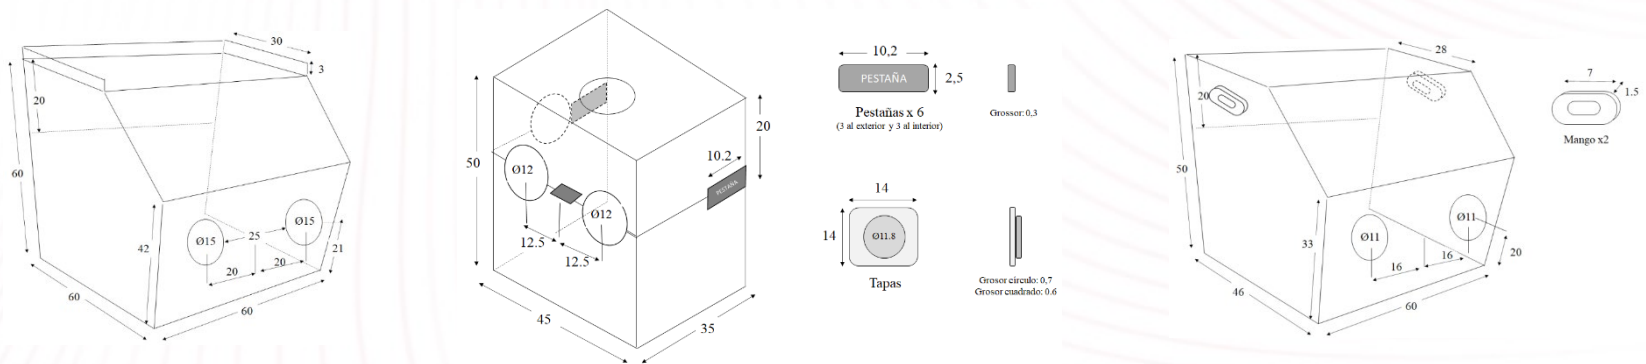 30
3
20
60
42
Ø15
25
Ø15
21
20
20
60
60
50
20
10.2
PESTAÑA
Ø12
Ø12
12.5
12.5
45
35
10,2
PESTAÑA
2,5
Pestañas x 6
(3 al exterior y 3 al interior)
Grossor: 0,3
14
14
Ø11.8
Tapas
Grosor circulo: 0,7
Grosor cuadrado: 0.6
28
20
50
33
Ø11
Ø11
16
16
20
46
60
7
1.5
Mango x2